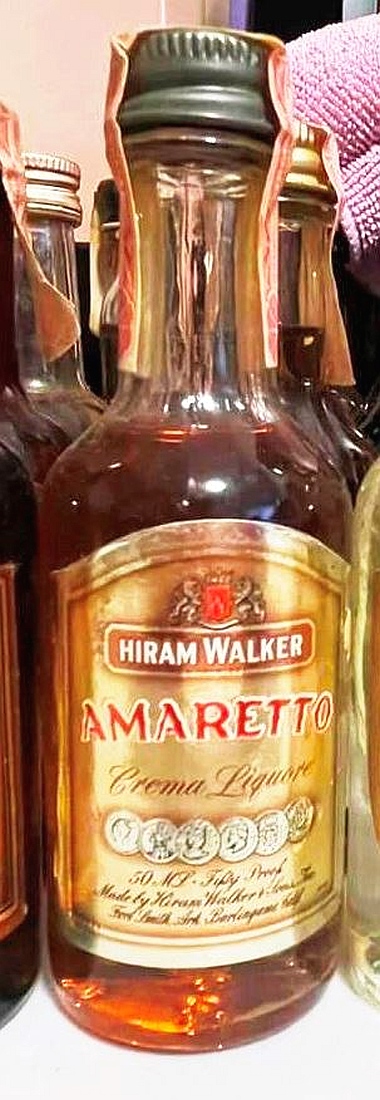 HIRAM WALKER
AMARETTO
Crema Liquore
50 ML - Fifty Proof
Made by Hiram Walker & Sons, Inc.
Fort Smith, Ark Burlingame, Calif